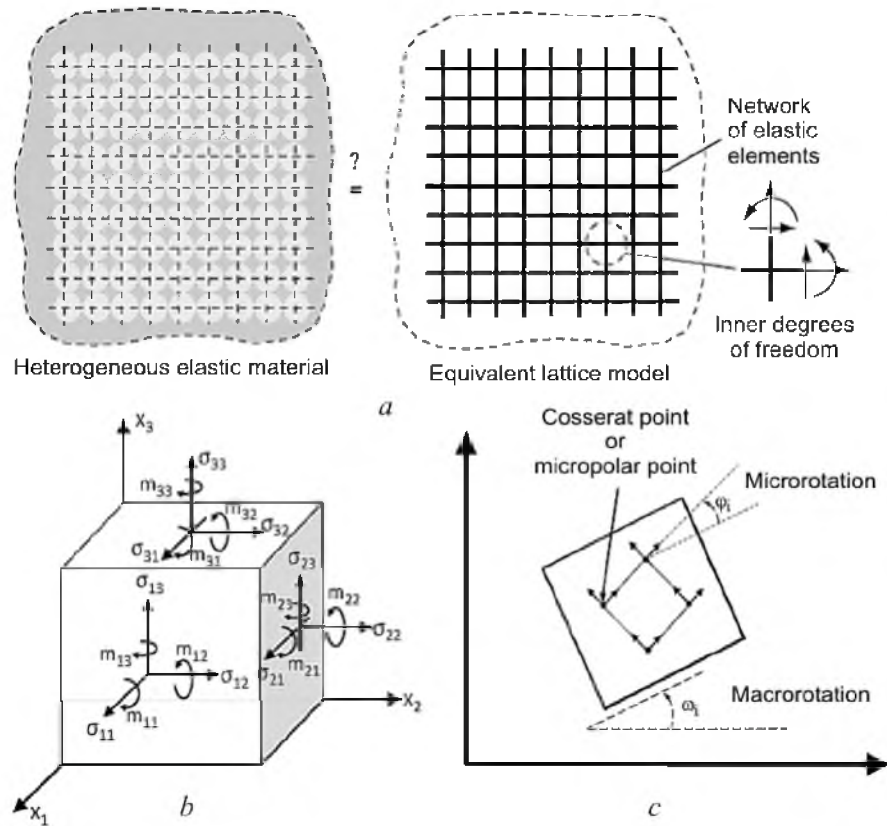 ?
=
Network
of elastic
elements
Inner degrees
of freedom
Heterogeneous elastic material
Equivalent lattice model
a
X₃
σ₃₃
m₃₃
m₃₂
σ₃₂
σ₃₁
m₃₁
σ₁₃
σ₂₃
m₂₃
m₂₂
σ₂₂
m₁₃
m₁₂
σ₁₂
σ₂₁
m₂₁
σ₁₁
m₁₁
X₂
X₁
b
Cosserat point
or
micropolar point
Microrotation
φᵢ
Macrorotation
ωᵢ
c